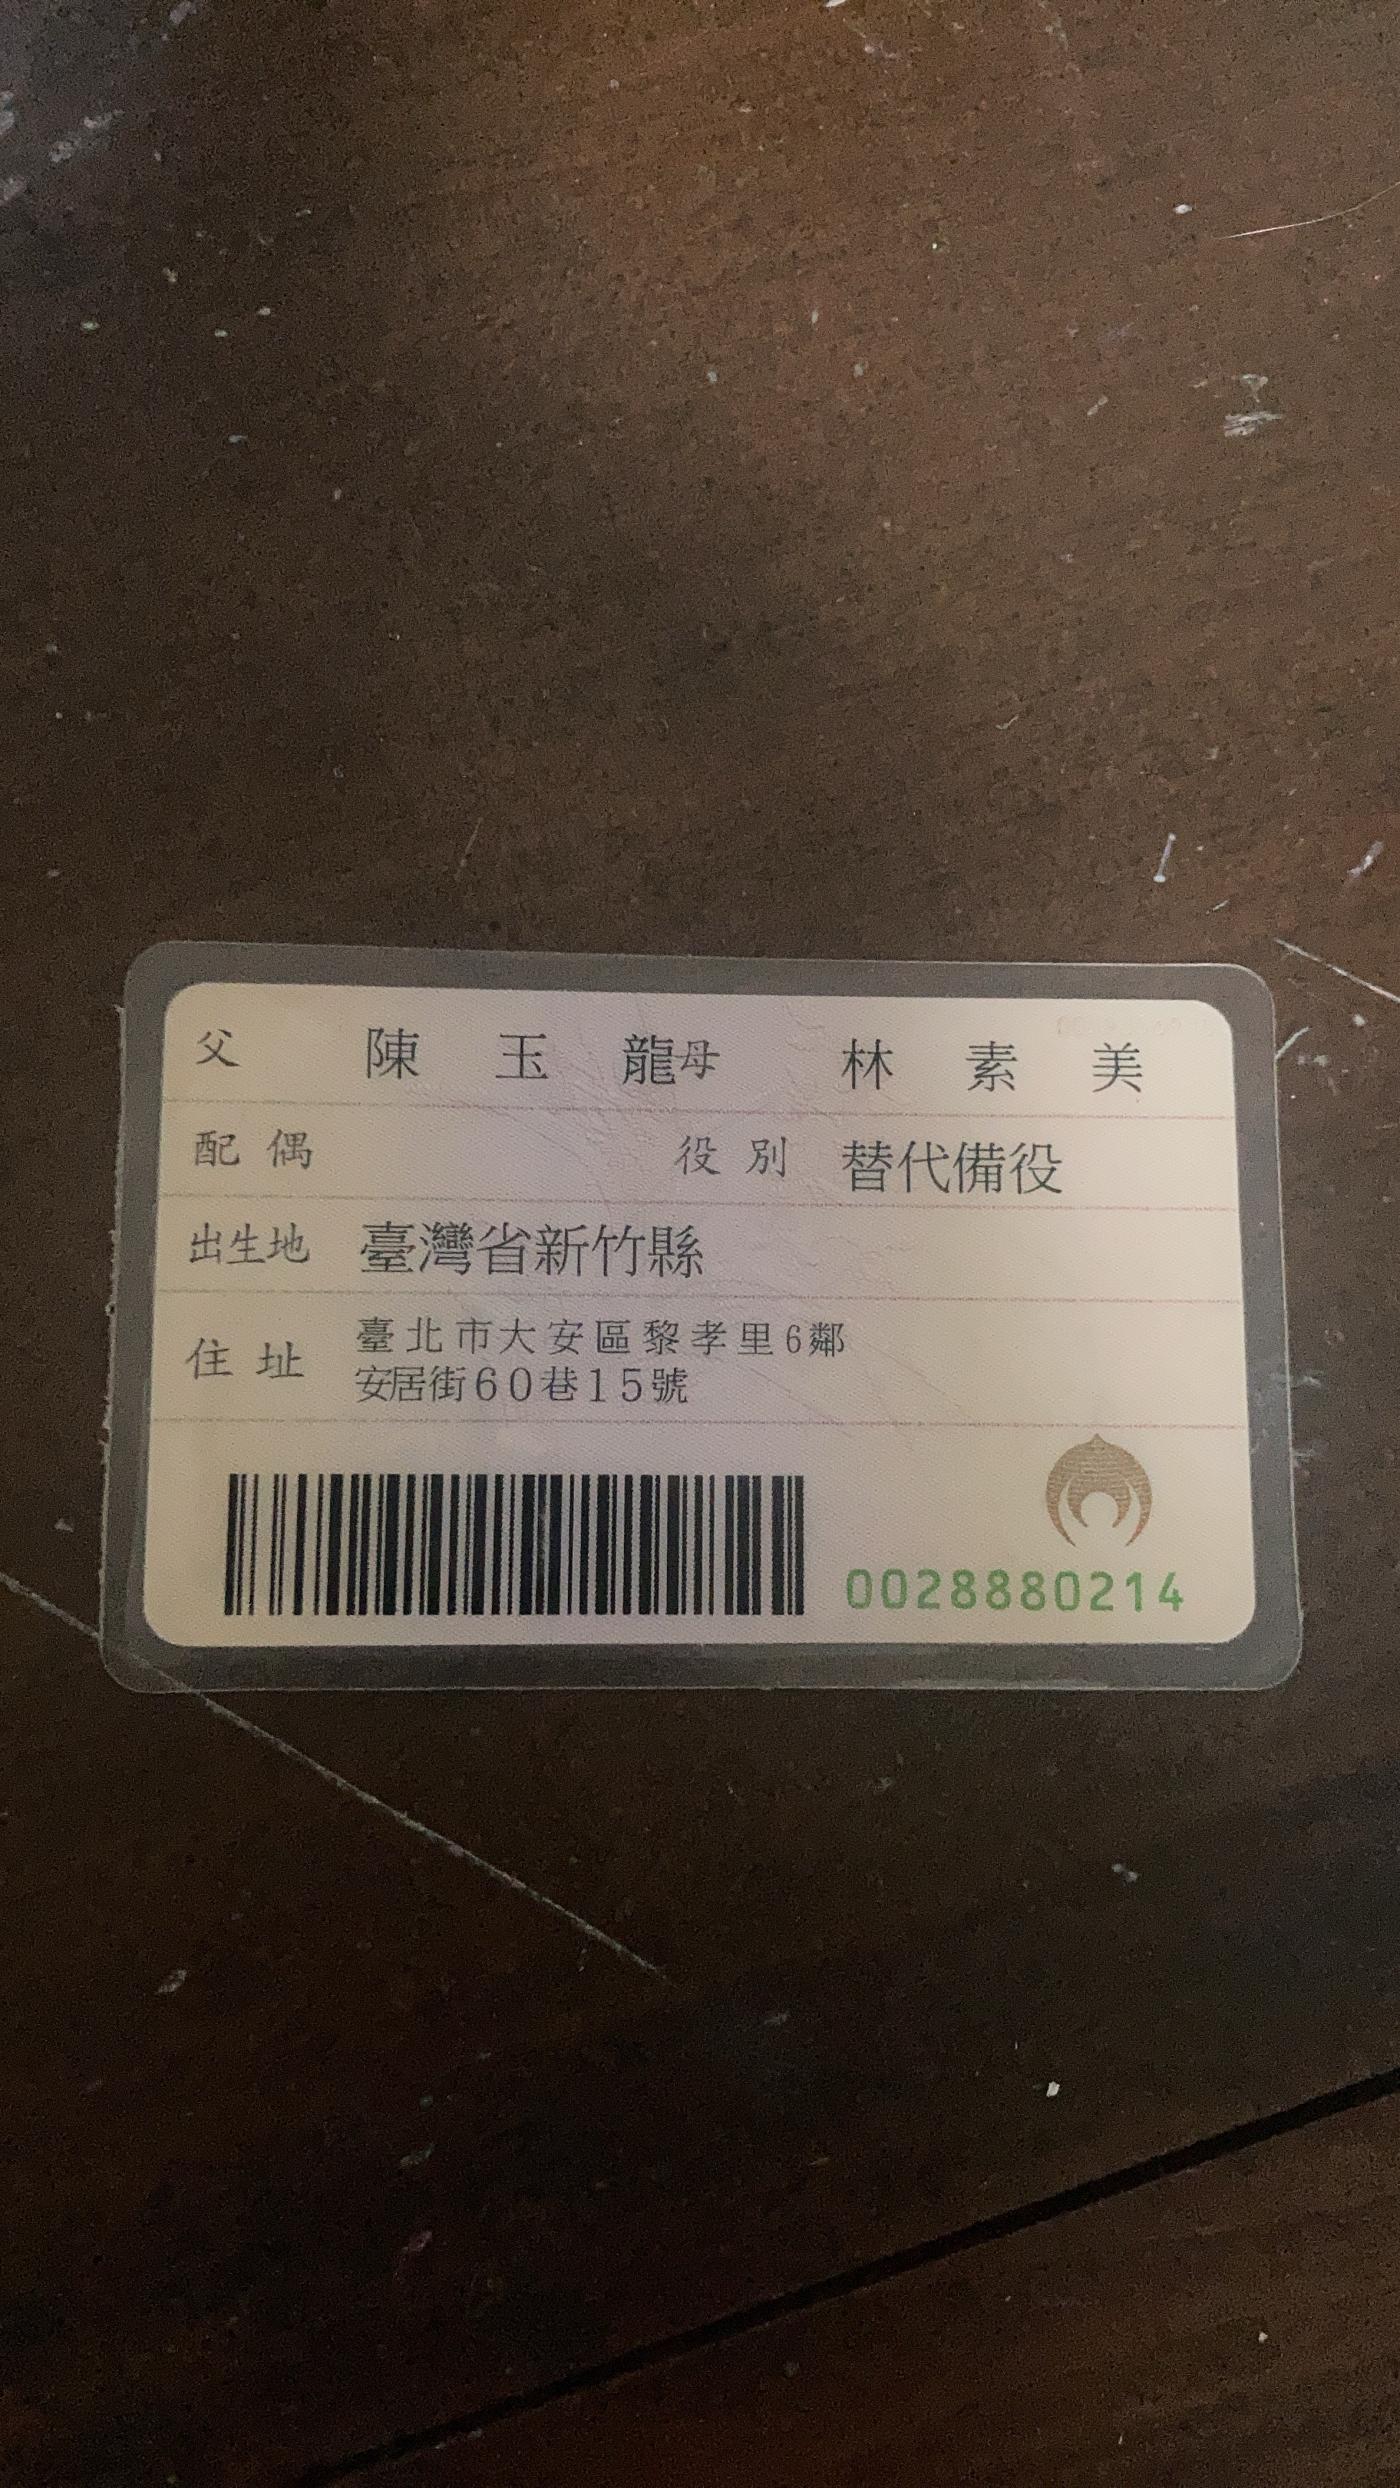 父 陳玉龍 母 林素美
配偶 役別 替代備役
出生地 臺灣省新竹縣
住址 臺北市大安區黎孝里6鄰
安居街60巷15號
0028880214